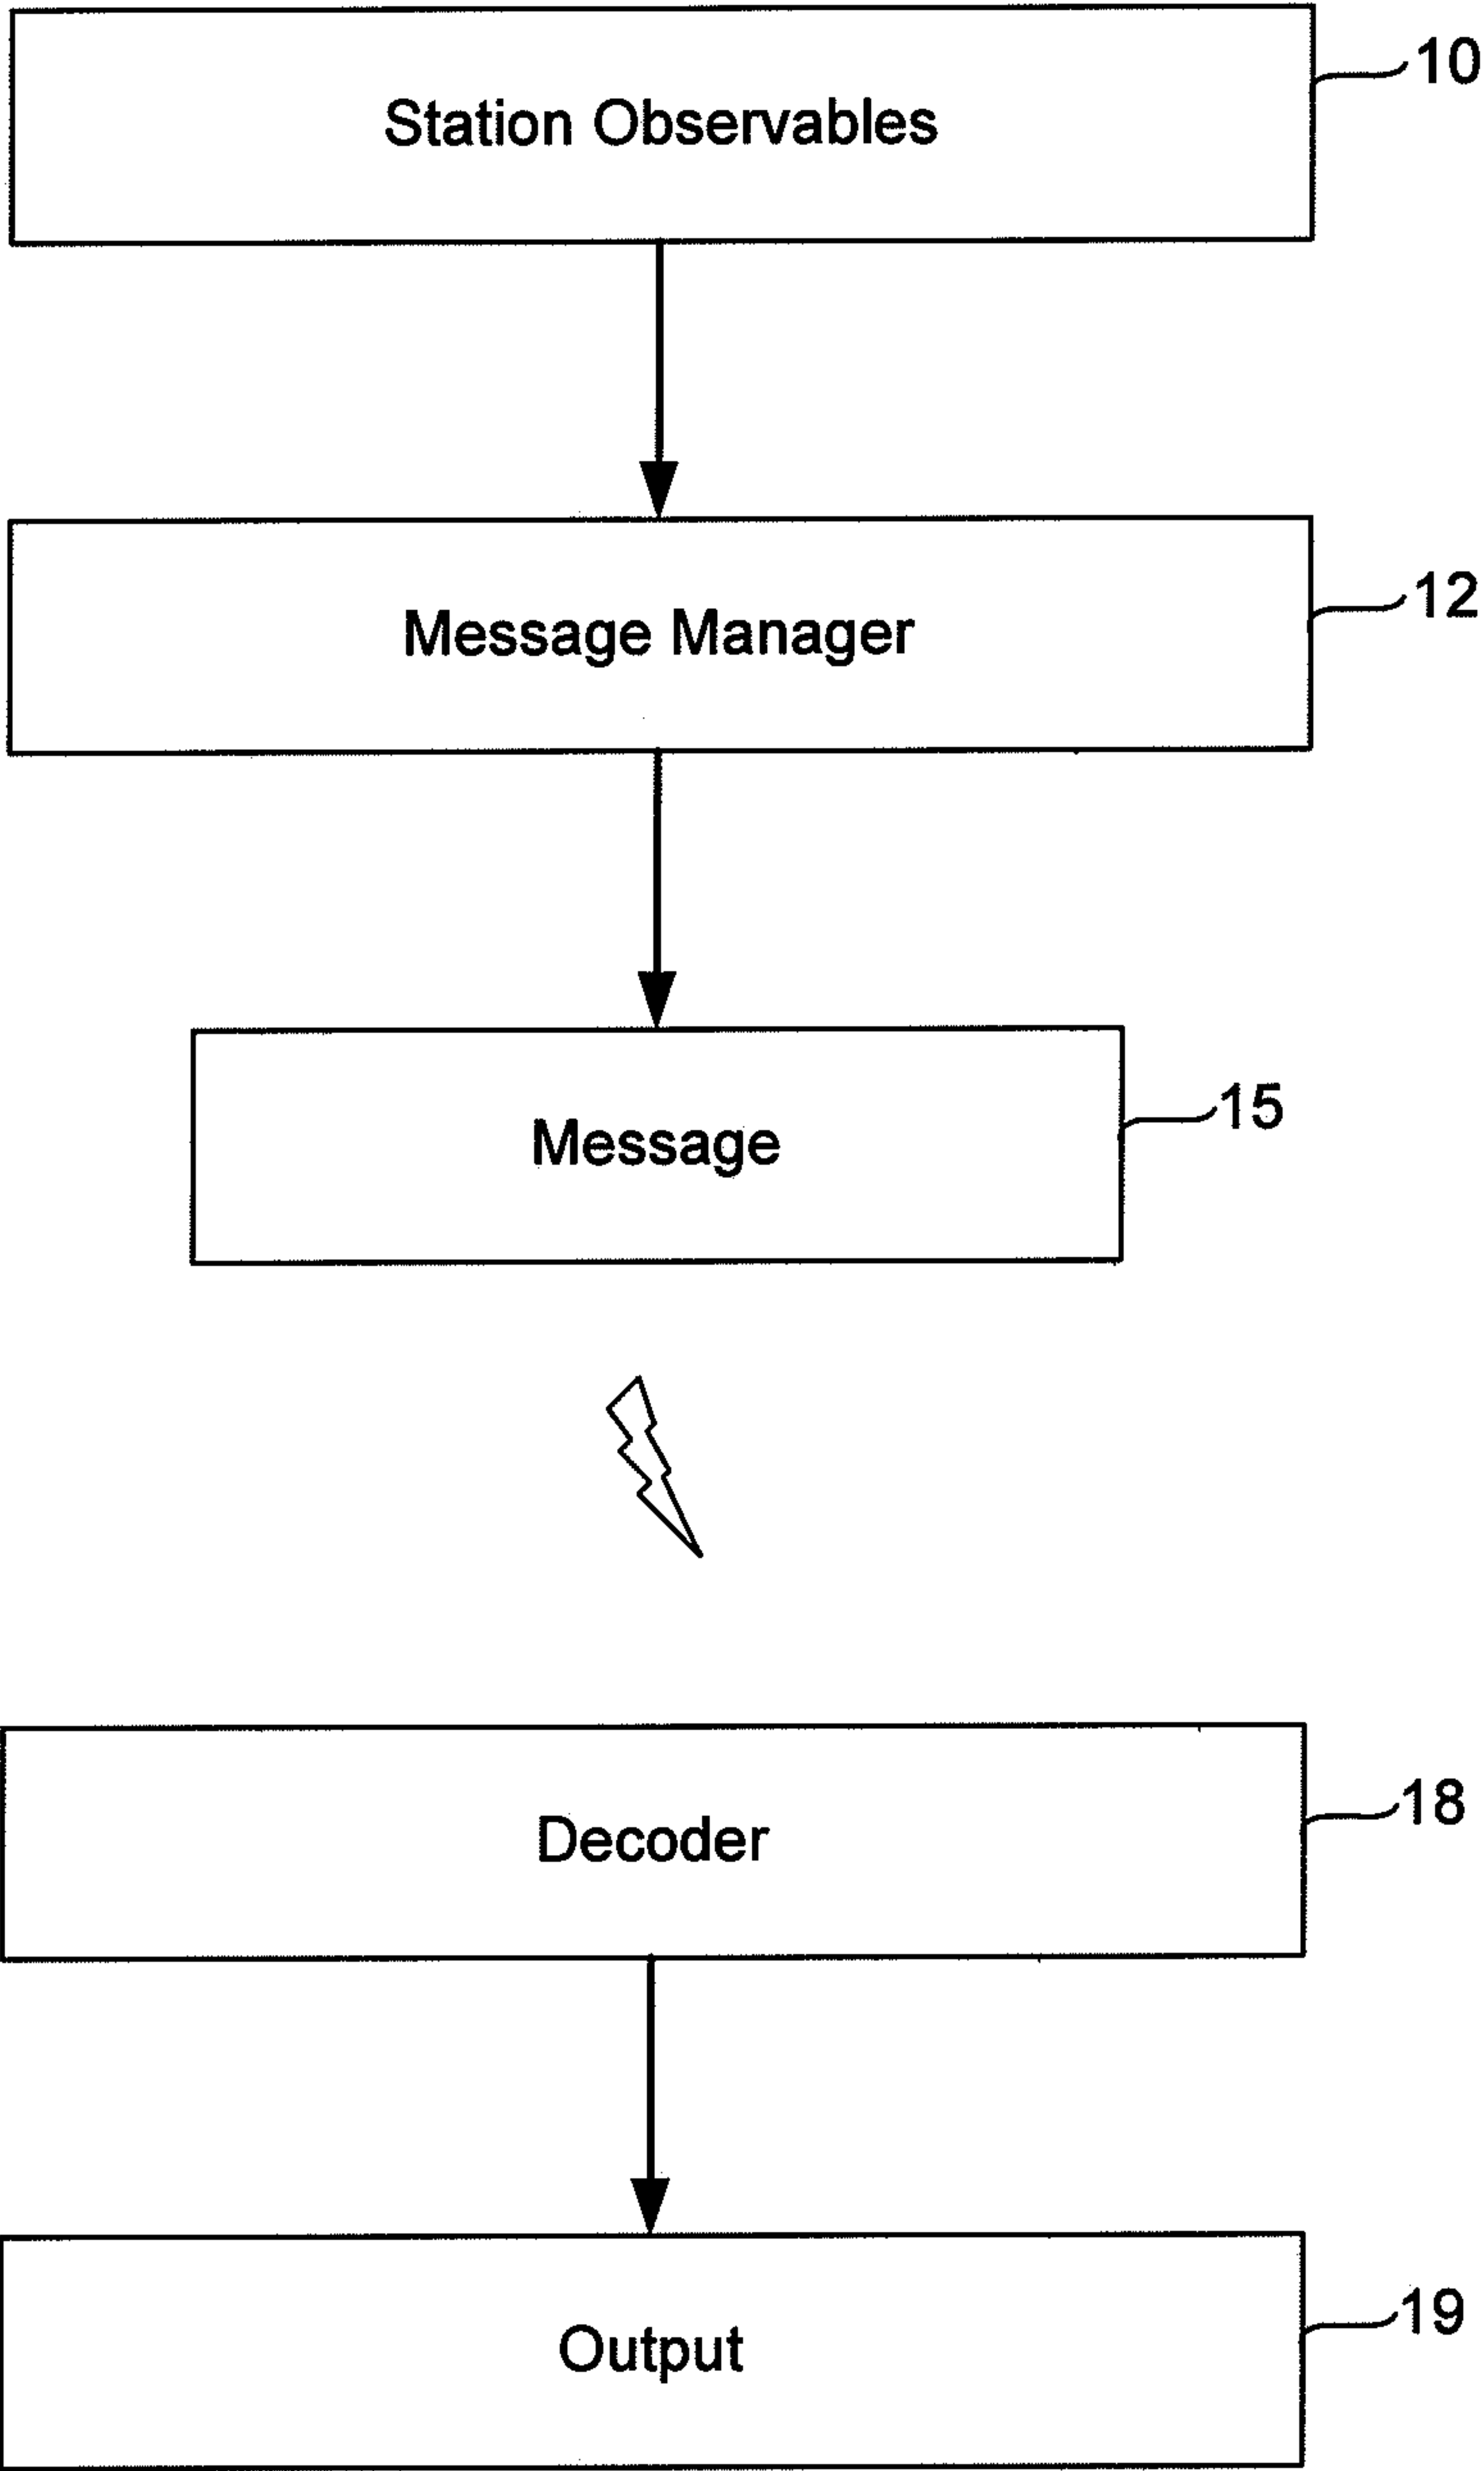 Station Observables
10
Message Manager
12
Message
15
Decoder
18
Output
19